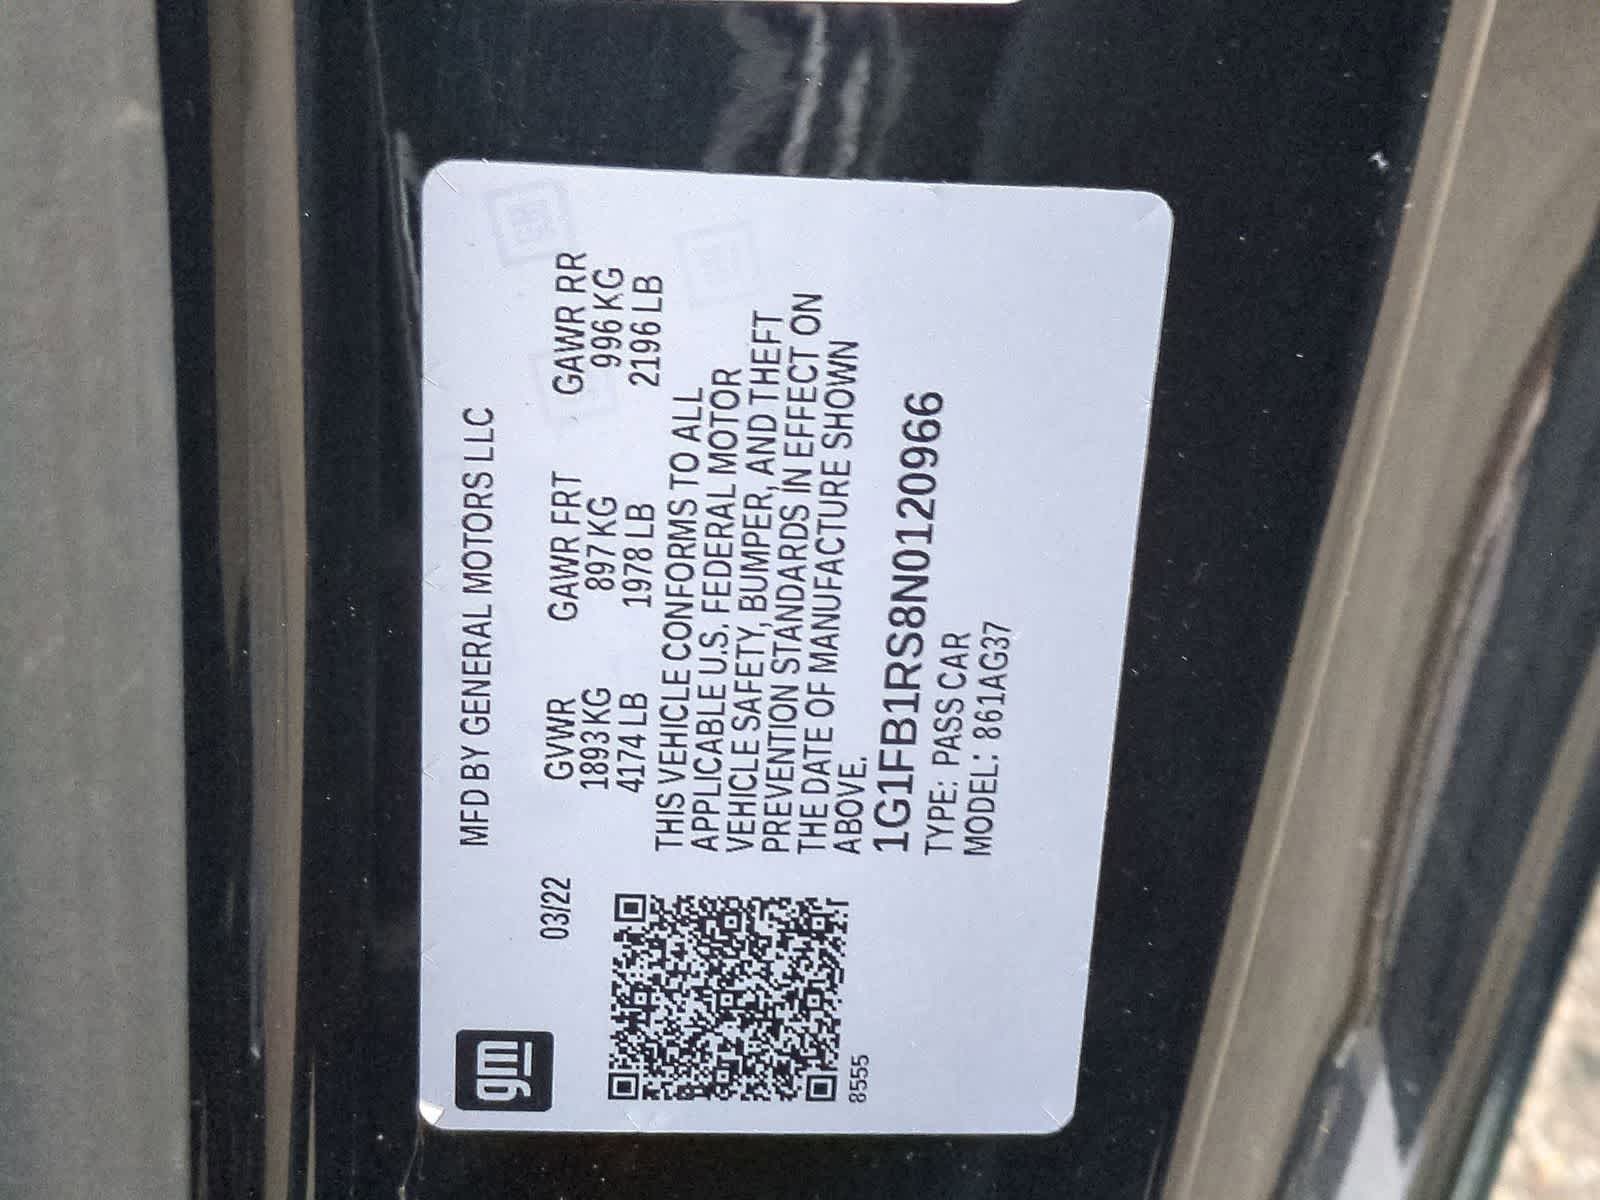 gm
03/22
MFD BY GENERAL MOTORS LLC
GVWR GAWR FRT GAWR RR
1893 KG 897 KG 996 KG
4174 LB 1978 LB 2196 LB
THIS VEHICLE CONFORMS TO ALL
APPLICABLE U.S. FEDERAL MOTOR
VEHICLE SAFETY, BUMPER, AND THEFT
PREVENTION STANDARDS IN EFFECT ON
THE DATE OF MANUFACTURE SHOWN
ABOVE.
1G1FB1RS8N0120966
TYPE: PASS CAR
MODEL: 861AG37
8555